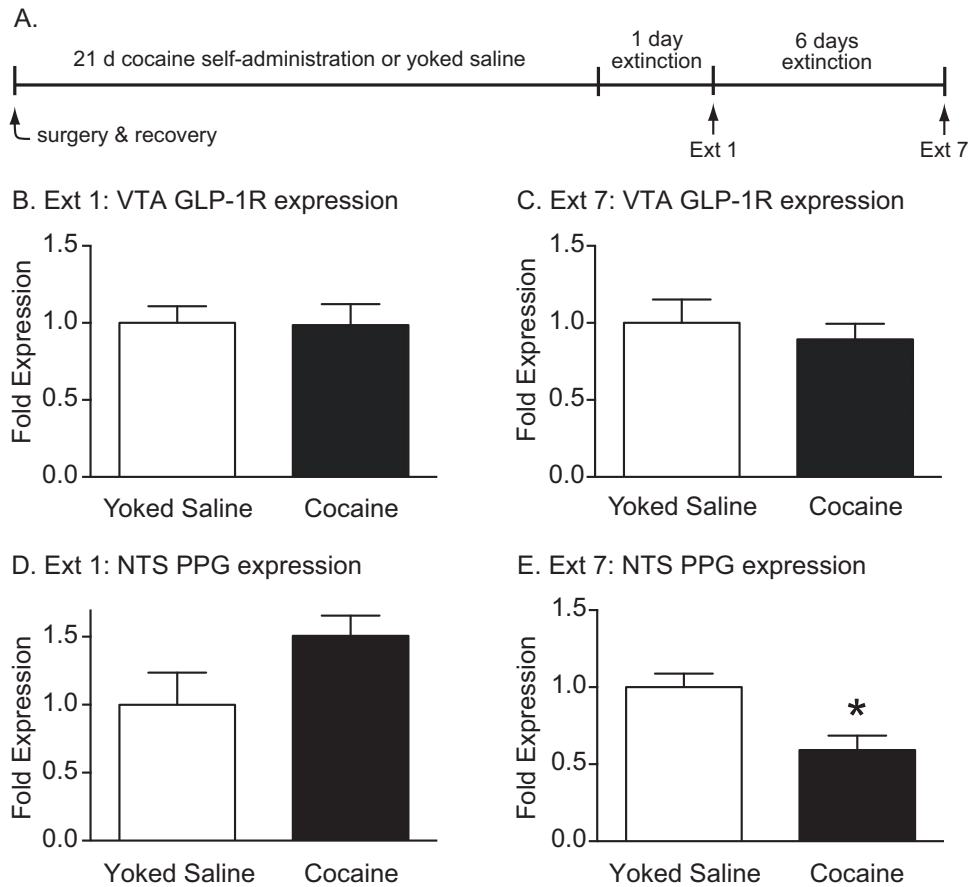 A.
21 d cocaine self-administration or yoked saline
1 day
extinction
6 days
extinction
surgery & recovery
Ext 1
Ext 7
B. Ext 1: VTA GLP-1R expression
Fold Expression
1.5
1.0
0.5
0.0
Yoked Saline
Cocaine
C. Ext 7: VTA GLP-1R expression
Fold Expression
1.5
1.0
0.5
0.0
Yoked Saline
Cocaine
D. Ext 1: NTS PPG expression
Fold Expression
1.5
1.0
0.5
0.0
Yoked Saline
Cocaine
E. Ext 7: NTS PPG expression
Fold Expression
1.5
1.0
0.5
0.0
*
Yoked Saline
Cocaine